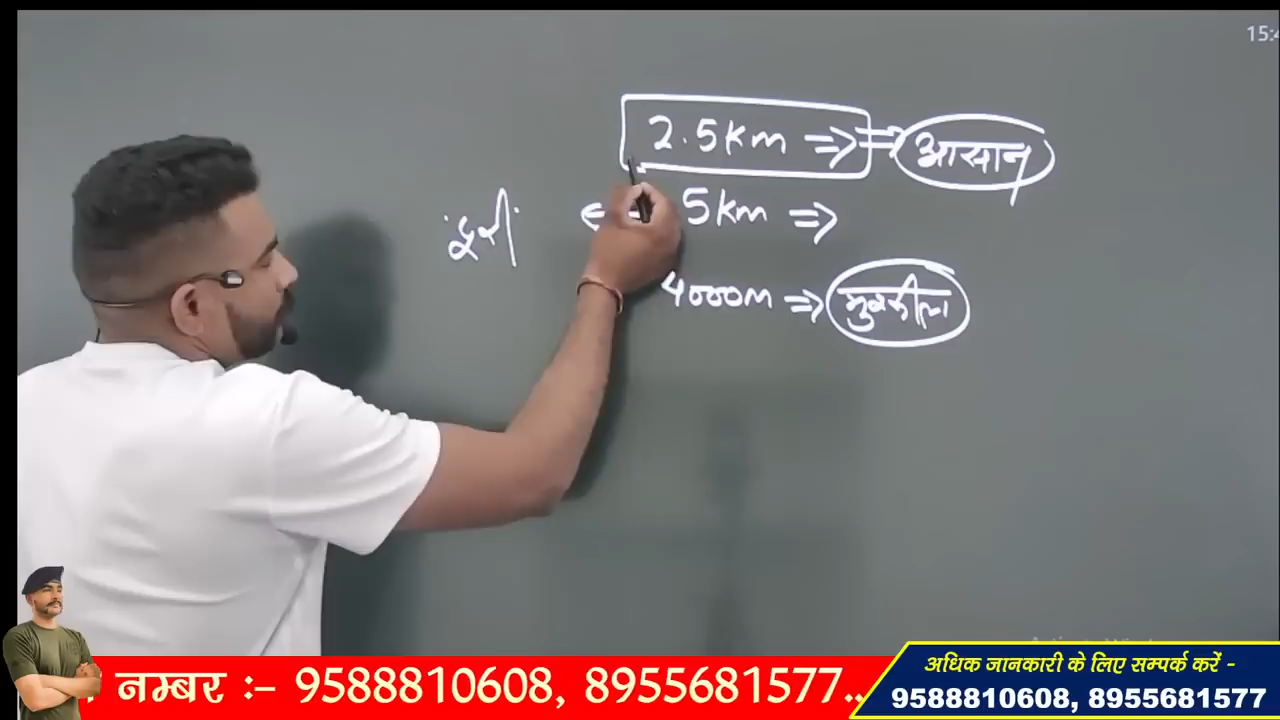 15:4
2.5km ⇒ ⇒ आसान
दूरी
5km ⇒
4000m ⇒ मुश्कील
नम्बर :- 9588810608, 8955681577..
अधिक जानकारी के लिए सम्पर्क करें -
9588810608, 8955681577